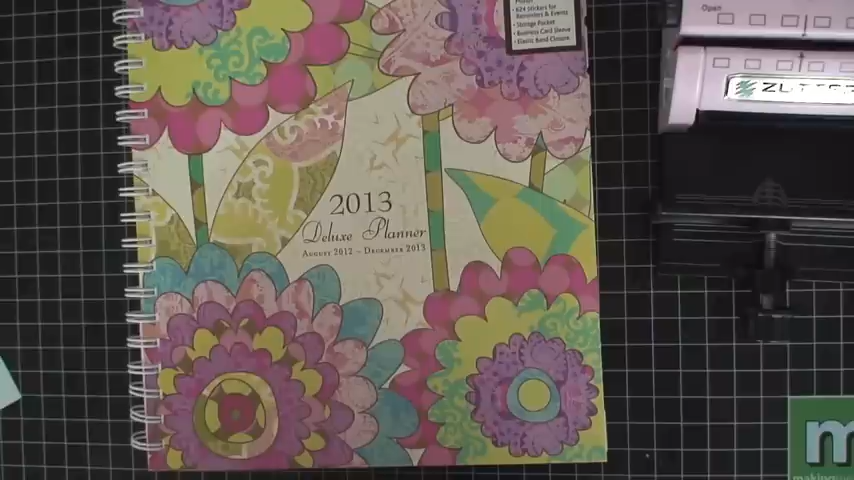 • 624 Stickers for
Reminders & Events
• Storage Pocket
• Business Card Sleeve
• Elastic Band Closure
Open
2013
Deluxe Planner
August 2012 – December 2013
m